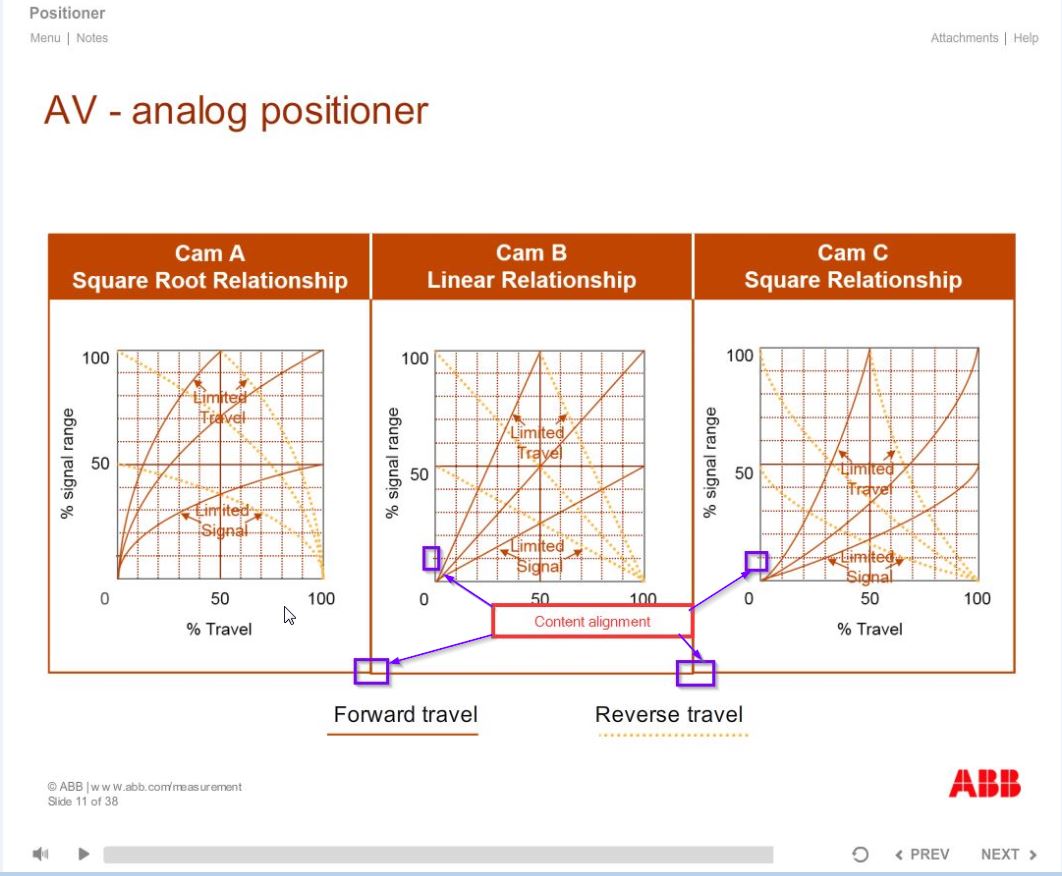 Positioner
Menu | Notes
Attachments | Help
AV - analog positioner
Cam A
Square Root Relationship
Cam B
Linear Relationship
Cam C
Square Relationship
100
50
0
50
100
% signal range
% Travel
Limited
Travel
Limited
Signal
100
50
0
50
100
% signal range
Limited
Travel
Limited
Signal
100
50
0
50
100
% signal range
% Travel
Limited
Travel
Limited
Signal
Content alignment
Forward travel
Reverse travel
© ABB | www.abb.com/measurement
Slide 11 of 38
ABB
PREV
NEXT